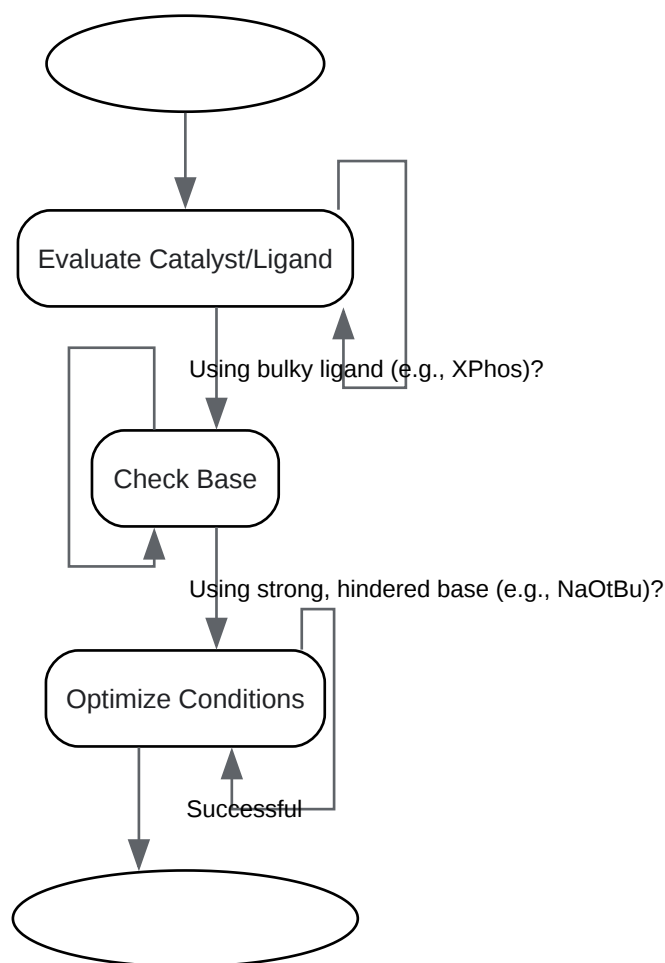 Evaluate Catalyst/Ligand
Using bulky ligand (e.g., XPhos)?
Check Base
Using strong, hindered base (e.g., NaOtBu)?
Optimize Conditions
Successful